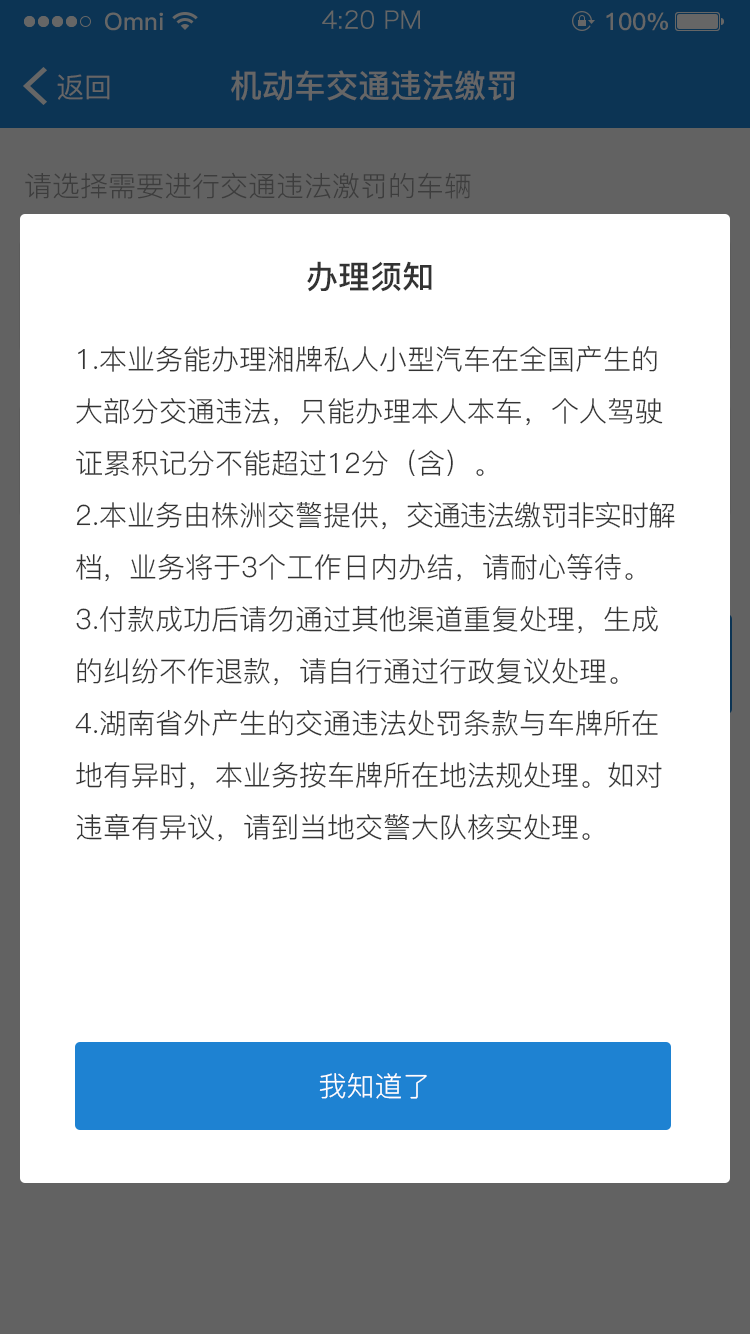 Omni 4:20 PM 100%
返回 机动车交通违法缴罚
请选择需要进行交通违法激罚的车辆
办理须知
1.本业务能办理湘牌私人小型汽车在全国产生的
大部分交通违法，只能办理本人本车，个人驾驶
证累积记分不能超过12分（含）。
2.本业务由株洲交警提供，交通违法缴罚非实时解
档，业务将于3个工作日内办结，请耐心等待。
3.付款成功后请勿通过其他渠道重复处理，生成
的纠纷不作退款，请自行通过行政复议处理。
4.湖南省外产生的交通违法处罚条款与车牌所在
地有异时，本业务按车牌所在地法规处理。如对
违章有异议，请到当地交警大队核实处理。
我知道了